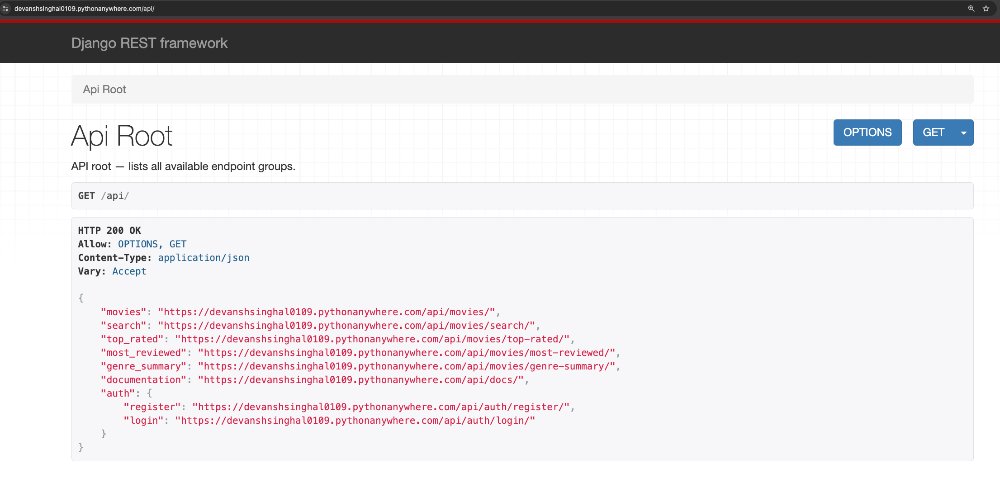 devanshsinghal0109.pythonanywhere.com/api/
Django REST framework
Api Root
Api Root
OPTIONS
GET
API root — lists all available endpoint groups.
GET /api/
HTTP 200 OK
Allow: OPTIONS, GET
Content-Type: application/json
Vary: Accept
{
    "movies": "https://devanshsinghal0109.pythonanywhere.com/api/movies/",
    "search": "https://devanshsinghal0109.pythonanywhere.com/api/movies/search/",
    "top_rated": "https://devanshsinghal0109.pythonanywhere.com/api/movies/top-rated/",
    "most_reviewed": "https://devanshsinghal0109.pythonanywhere.com/api/movies/most-reviewed/",
    "genre_summary": "https://devanshsinghal0109.pythonanywhere.com/api/movies/genre-summary/",
    "documentation": "https://devanshsinghal0109.pythonanywhere.com/api/docs/",
    "auth": {
        "register": "https://devanshsinghal0109.pythonanywhere.com/api/auth/register/",
        "login": "https://devanshsinghal0109.pythonanywhere.com/api/auth/login/"
    }
}